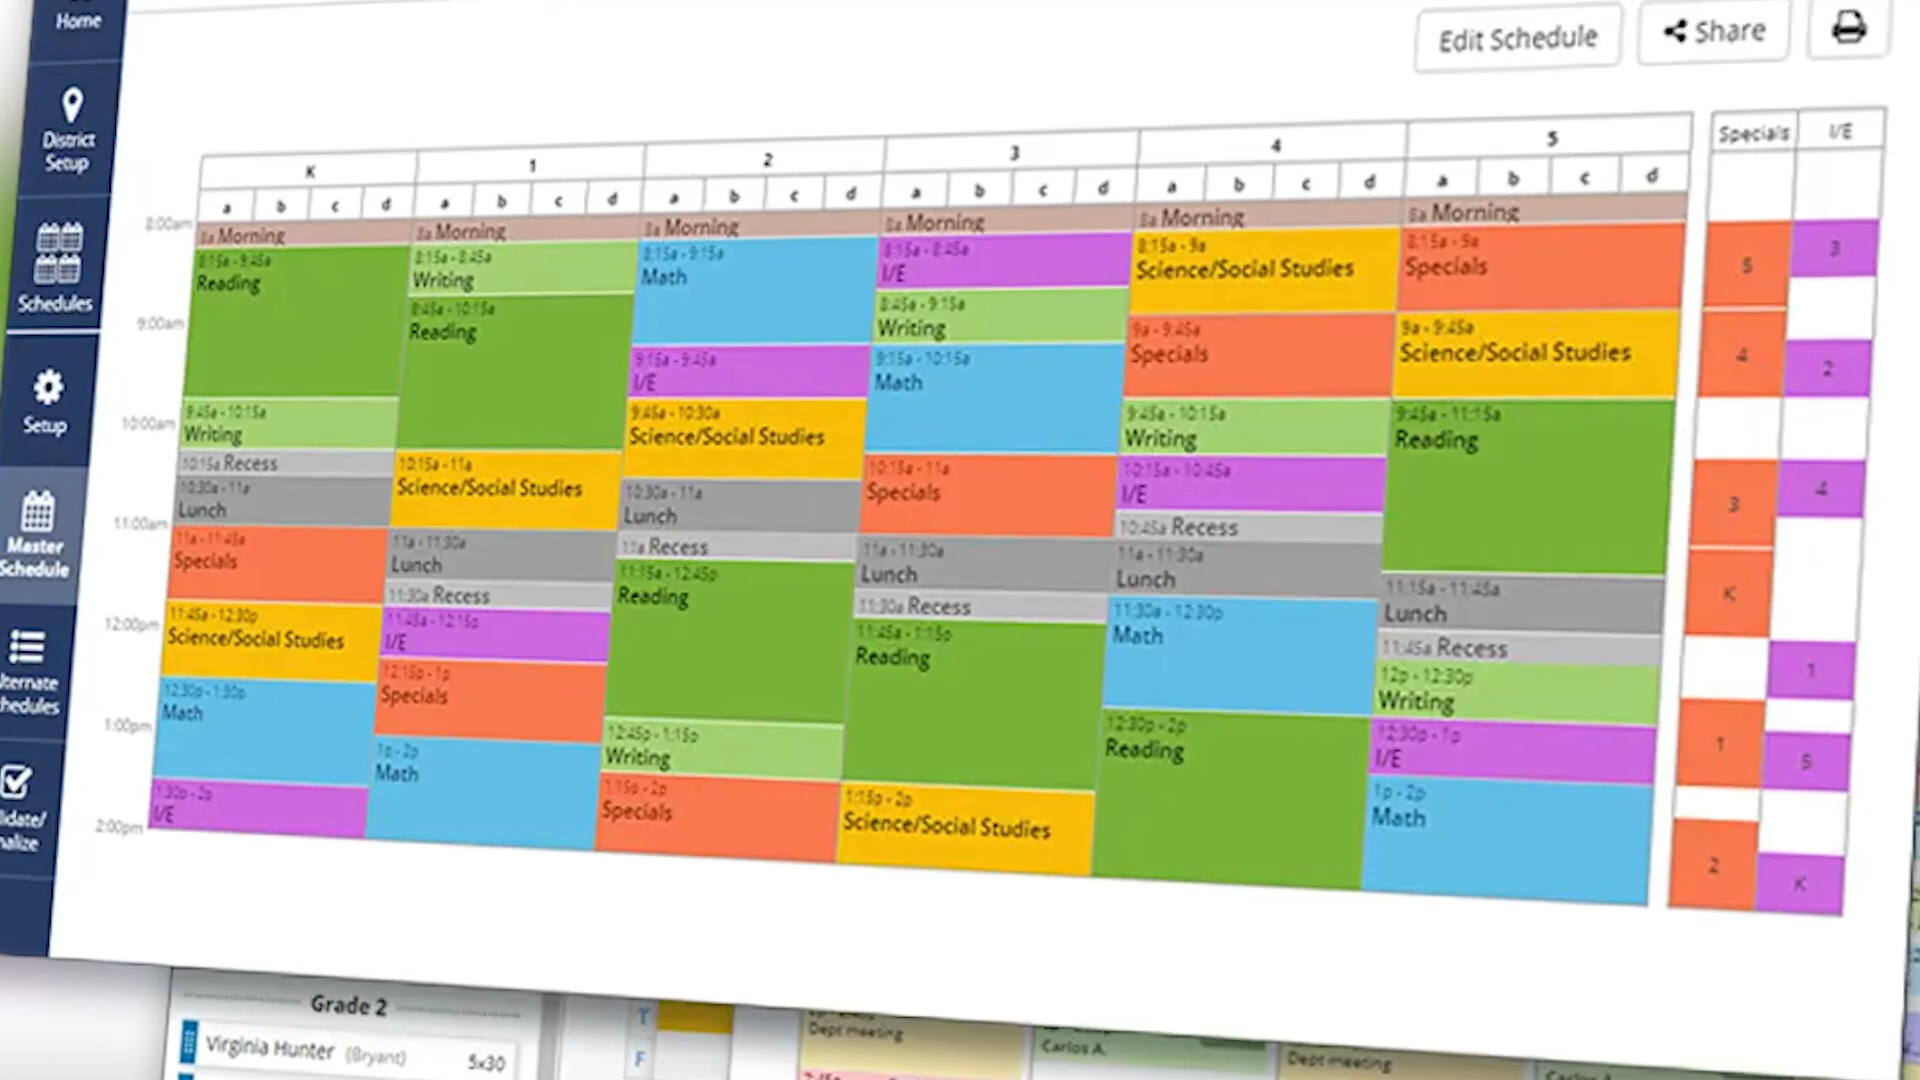 Home
District
Setup
Schedules
Setup
Master
Schedule
Edit Schedule
Share
K 1 2 3 4 5 Specials I/E
a b c d a b c d a b c d a b c d a b c d a b c d
8:00am
9:00am
10:00am
11:00am
12:00pm
1:00pm
2:00pm
8a Morning
8:15a - 9:45a
Reading
9:45a - 10:15a
Writing
10:15a Recess
10:30a - 11a
Lunch
11a - 11:45a
Specials
11:45a - 12:30p
Science/Social Studies
12:30p - 1:30p
Math
1:30p - 2p
I/E
8a Morning
8:15a - 8:45a
Writing
8:45a - 10:15a
Reading
10:15a - 11a
Science/Social Studies
11a - 11:30a
Lunch
11:30a Recess
11:45a - 12:15p
I/E
12:15p - 1p
Specials
1p - 2p
Math
8a Morning
8:15a - 9:15a
Math
9:15a - 9:45a
I/E
9:45a - 10:30a
Science/Social Studies
10:30a - 11a
Lunch
11a Recess
11:15a - 12:45p
Reading
12:45p - 1:15p
Writing
1:15p - 2p
Specials
8a Morning
8:15a - 8:45a
I/E
8:45a - 9:15a
Writing
9:15a - 10:15a
Math
10:15a - 11a
Specials
11a - 11:30a
Lunch
11:30a Recess
11:45a - 1:15p
Reading
1:15p - 2p
Science/Social Studies
8a Morning
8:15a - 9a
Science/Social Studies
9a - 9:45a
Specials
9:45a - 10:15a
Writing
10:15a - 10:45a
I/E
10:45a Recess
11a - 11:30a
Lunch
11:30a - 12:30p
Math
12:30p - 2p
Reading
8a Morning
8:15a - 9a
Specials
9a - 9:45a
Science/Social Studies
9:45a - 11:15a
Reading
11:15a - 11:45a
Lunch
11:45a Recess
12p - 12:30p
Writing
12:30p - 1p
I/E
1p - 2p
Math
5
4
3
K
1
2
3
2
4
1
5
K
Grade 2
Virginia Hunter (Bryant) 5x30
T
F
Dept meeting
Carlos A.
Dept meeting